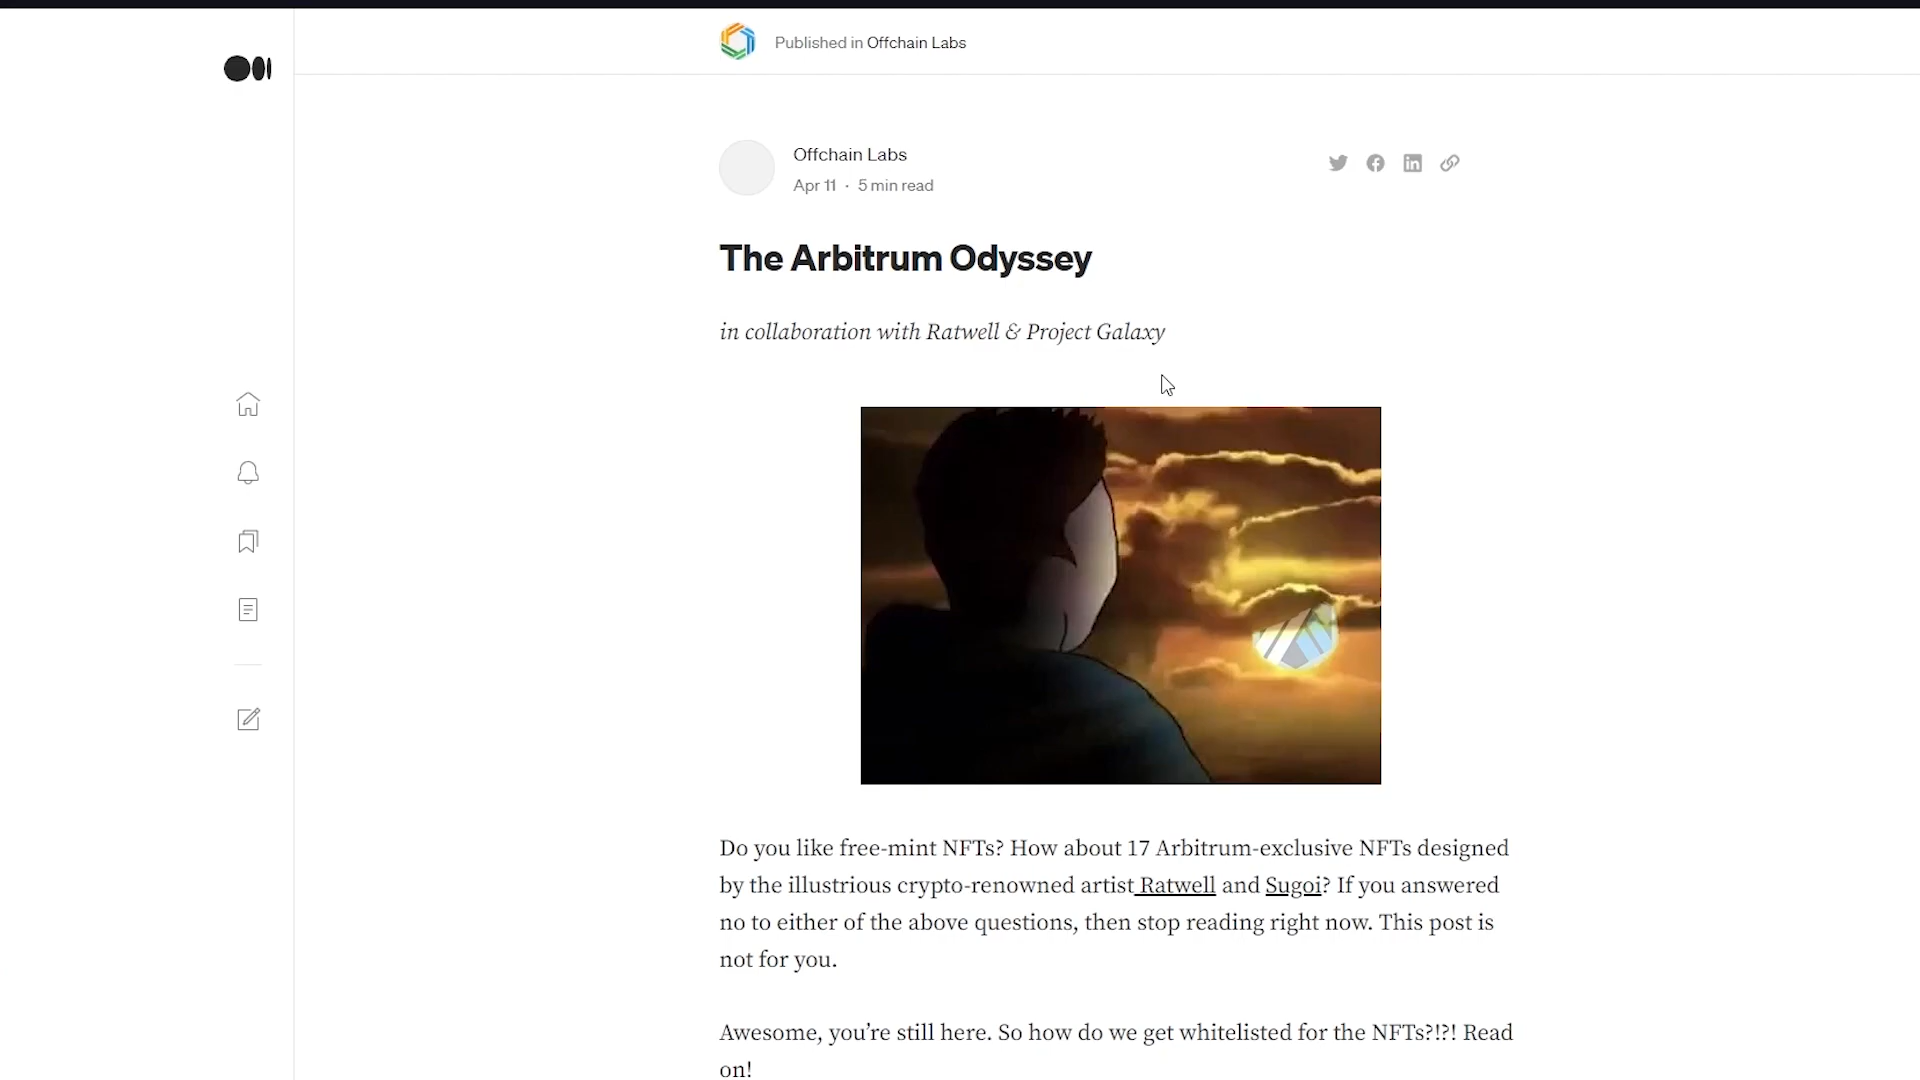 Published in Offchain Labs
Offchain Labs
Apr 11 · 5 min read
The Arbitrum Odyssey
in collaboration with Ratwell & Project Galaxy
Do you like free-mint NFTs? How about 17 Arbitrum-exclusive NFTs designed
by the illustrious crypto-renowned artist Ratwell and Sugoi? If you answered
no to either of the above questions, then stop reading right now. This post is
not for you.
Awesome, you’re still here. So how do we get whitelisted for the NFTs?!?! Read
on!